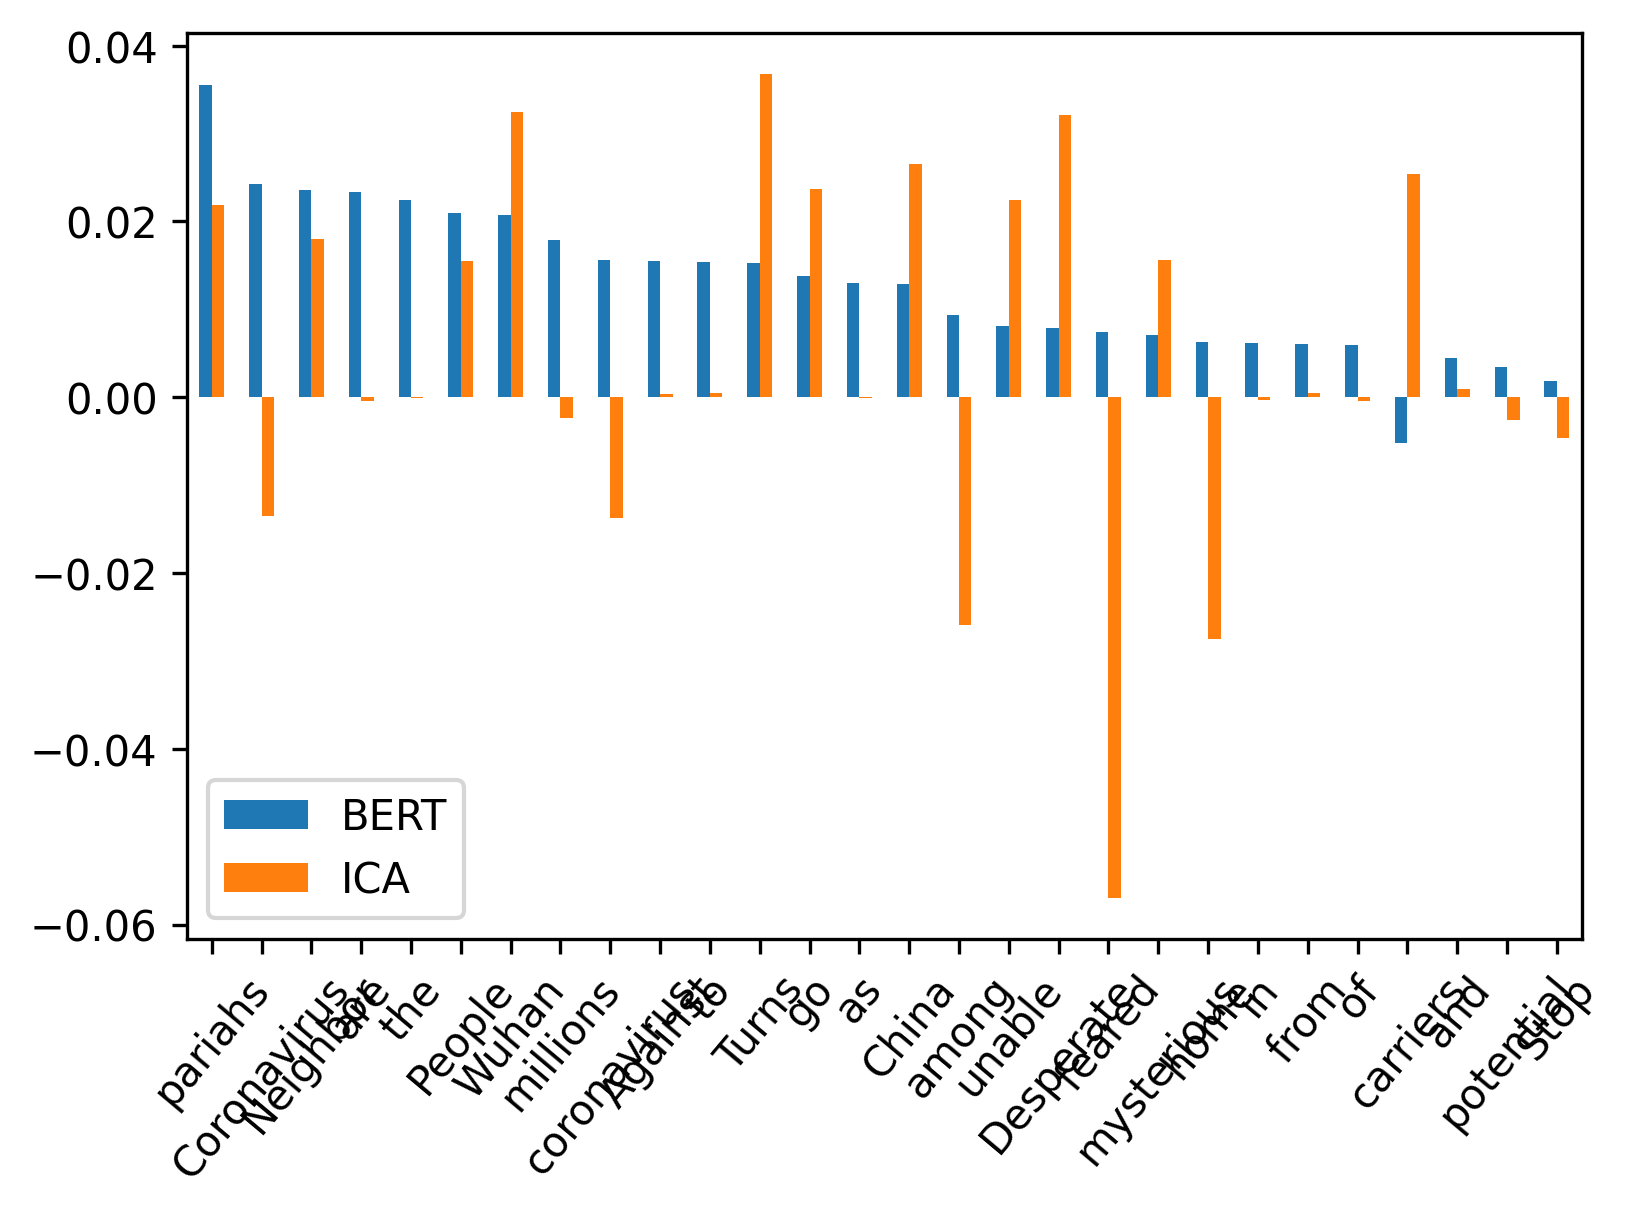 0.04
0.02
0.00
−0.02
−0.04
−0.06
BERT
ICA
pariahs
Coronavirus
Neighbor
are
the
People
Wuhan
millions
coronavirus
Against
to
Turns
go
as
China
among
unable
Desperate
feared
mysterious
home
in
from
of
carriers
and
potential
Stop